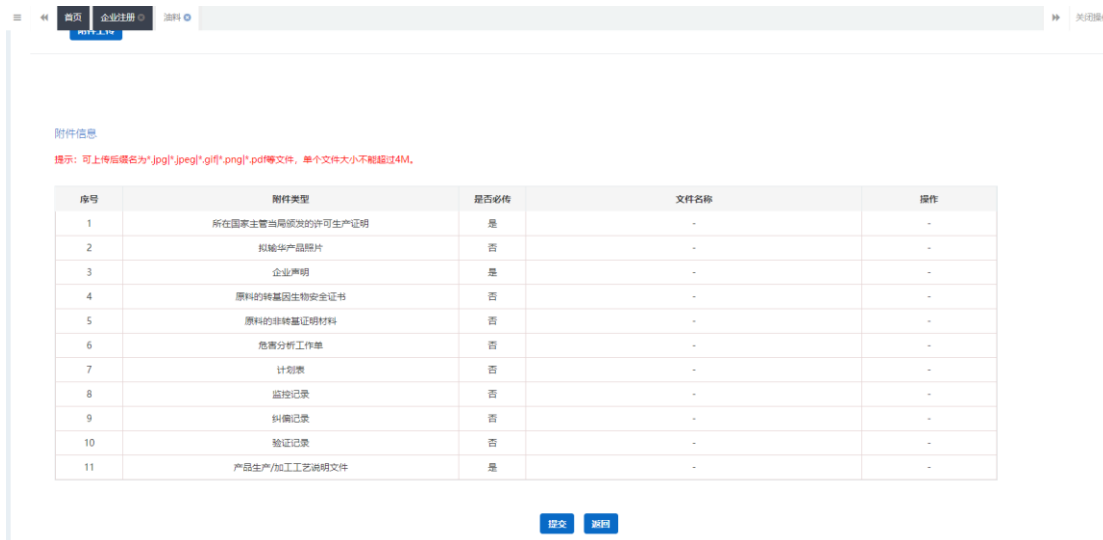 首页 企业注册 油料 关闭操
附件上传
附件信息
提示：可上传后缀名为*.jpg|*.jpeg|*.gif|*.png|*.pdf等文件，单个文件大小不能超过4M。
序号 附件类型 是否必传 文件名称 操作
1 所在国家主管当局颁发的许可生产证明 是 - -
2 拟输华产品照片 否 - -
3 企业声明 是 - -
4 原料的转基因生物安全证书 否 - -
5 原料的非转基证明材料 否 - -
6 危害分析工作单 否 - -
7 计划表 否 - -
8 监控记录 否 - -
9 纠偏记录 否 - -
10 验证记录 否 - -
11 产品生产/加工工艺说明文件 是 - -
提交 返回